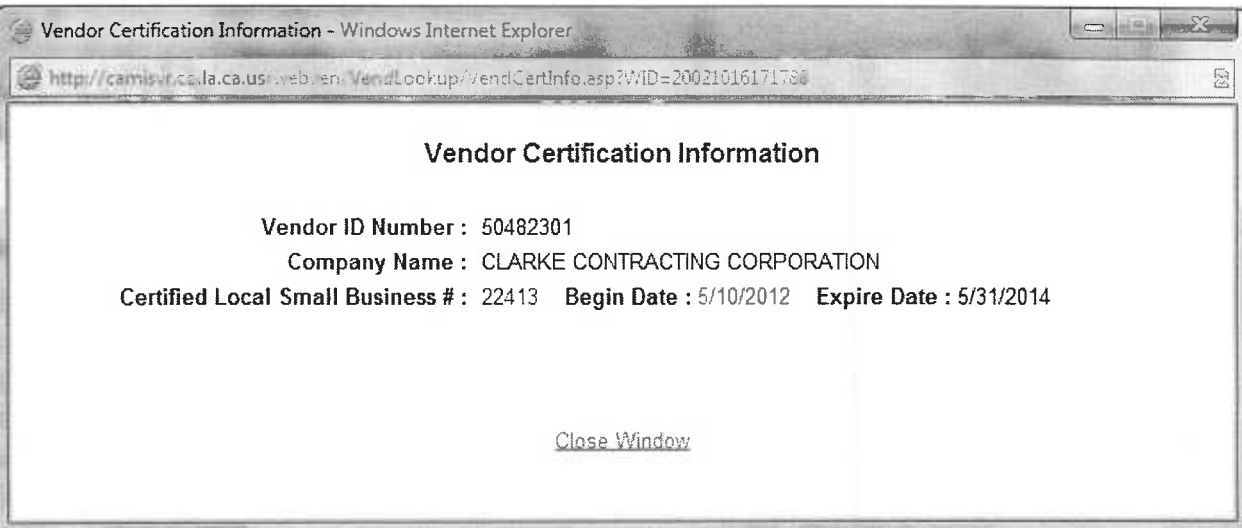 Vendor Certification Information - Windows Internet Explorer
Vendor Certification Information
Vendor ID Number : 50482301
Company Name : CLARKE CONTRACTING CORPORATION
Certified Local Small Business # : 22413 Begin Date : 5/10/2012 Expire Date : 5/31/2014
Close Window